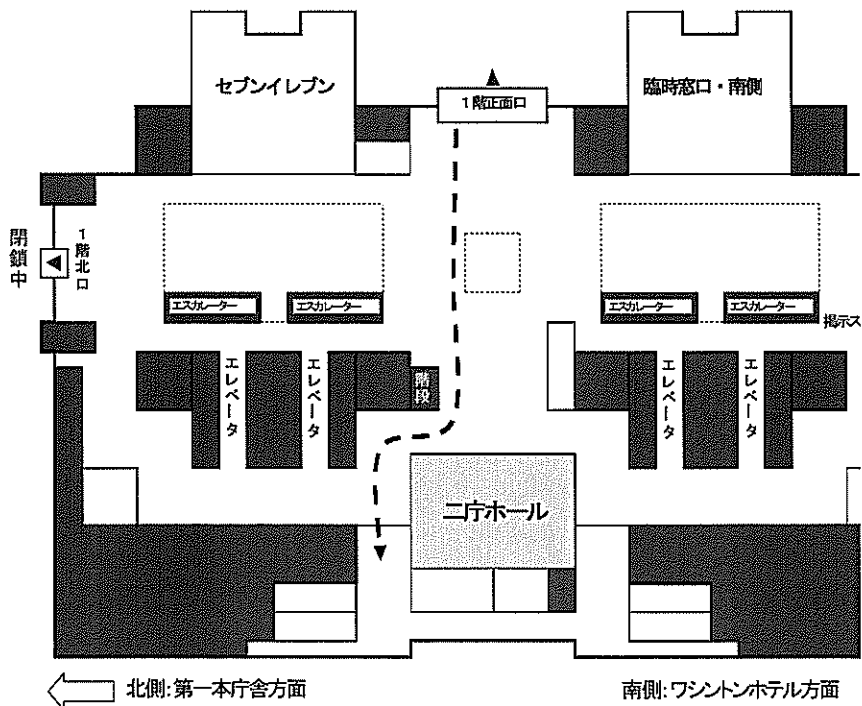 セブンイレブン
臨時窓口・南側
1階正面口
1階北口
閉鎖中
エスカレーター
エスカレーター
エスカレーター
エスカレーター
掲示ス
エレベータ
エレベータ
階段
エレベータ
エレベータ
二庁ホール
北側:第一本庁舎方面
南側:ワシントンホテル方面